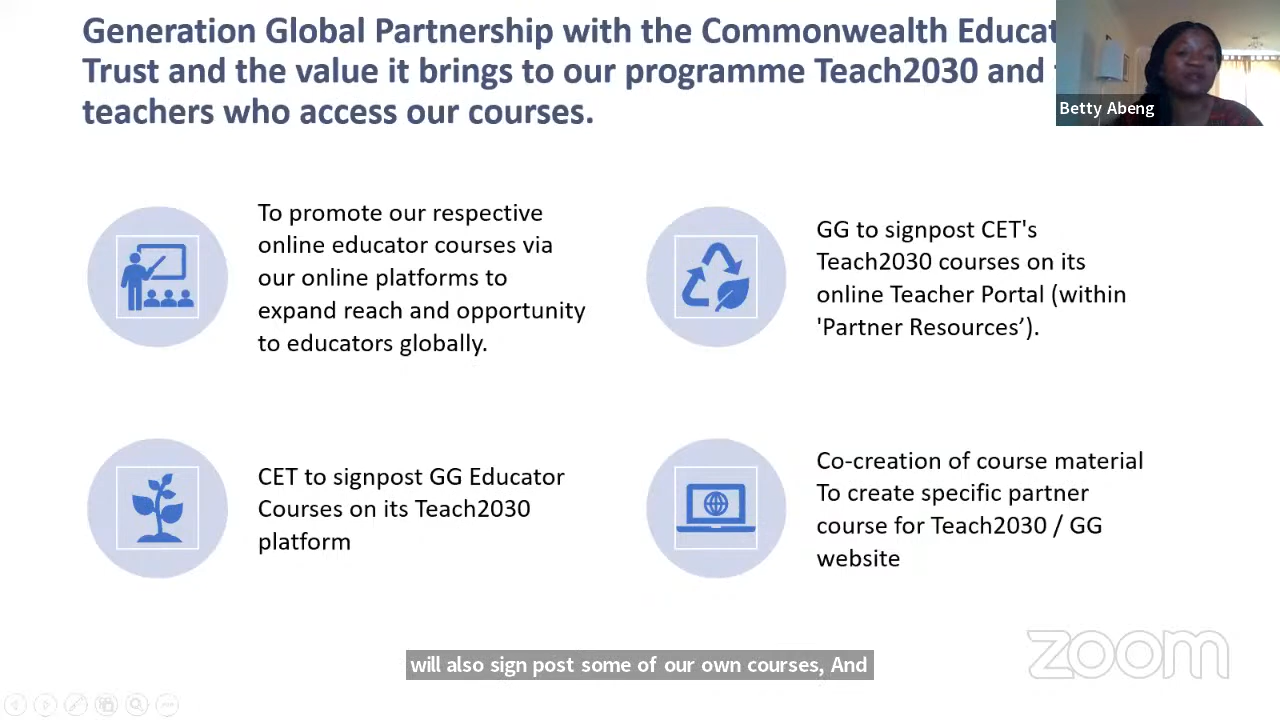 Generation Global Partnership with the Commonwealth
Trust and the value it brings to our programme Teach2030 and
teachers who access our courses.
Betty Abeng
To promote our respective
online educator courses via
our online platforms to
expand reach and opportunity
to educators globally.
GG to signpost CET's
Teach2030 courses on its
online Teacher Portal (within
'Partner Resources’).
CET to signpost GG Educator
Courses on its Teach2030
platform
Co-creation of course material
To create specific partner
course for Teach2030 / GG
website
will also sign post some of our own courses, And
zoom